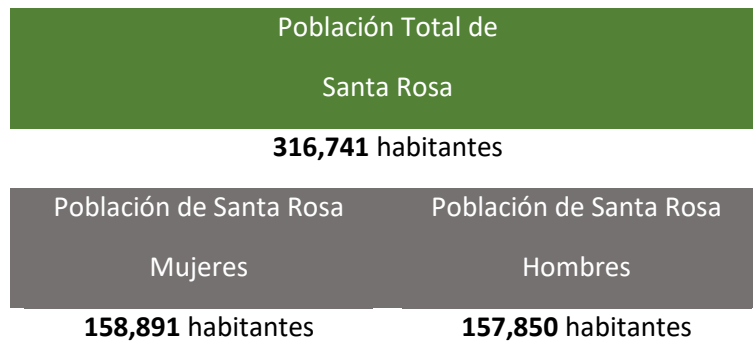 Población Total de
Santa Rosa
316,741 habitantes
Población de Santa Rosa
Mujeres
158,891 habitantes
Población de Santa Rosa
Hombres
157,850 habitantes